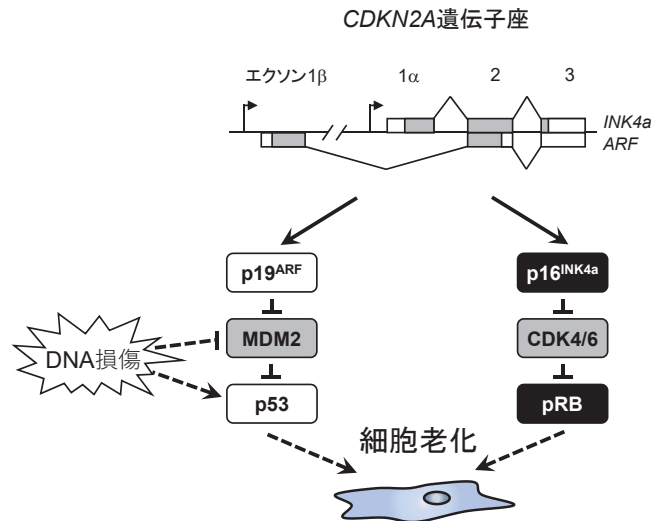 CDKN2A遺伝子座
エクソン1β 1α 2 3
INK4a
ARF
p19ARF p16INK4a
MDM2 CDK4/6
DNA損傷
p53 pRB
細胞老化